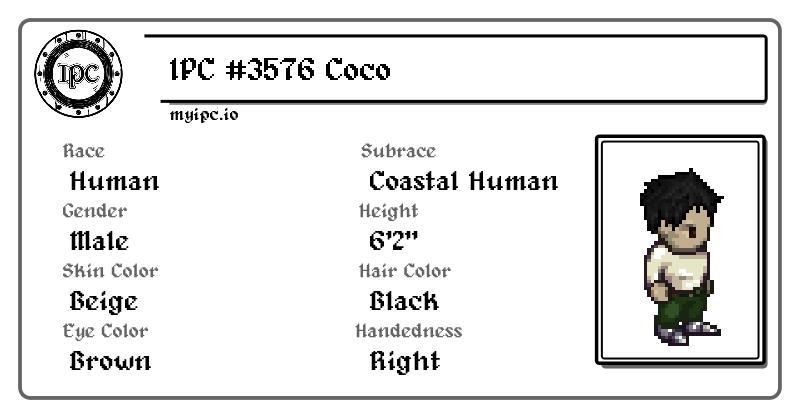 IPC
IPC #3576 Coco
myipc.io
Race
Human
Subrace
Coastal Human
Gender
Male
Height
6'2"
Skin Color
Beige
Hair Color
Black
Eye Color
Brown
Handedness
Right